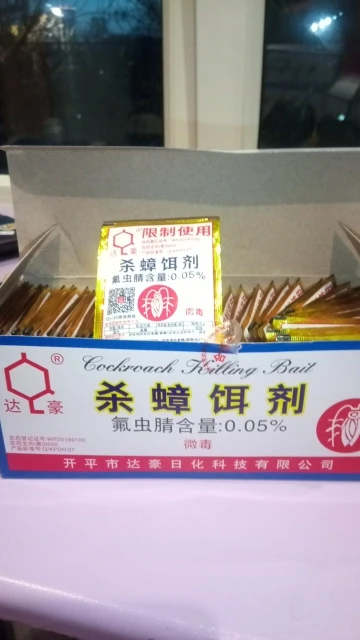 限制使用
达豪
杀蟑饵剂
氟虫腈含量:0.05%
微毒
Cockroach Killing Bait
®
达豪
杀蟑饵剂
氟虫腈含量:0.05%
微毒
开平市达豪日化科技有限公司